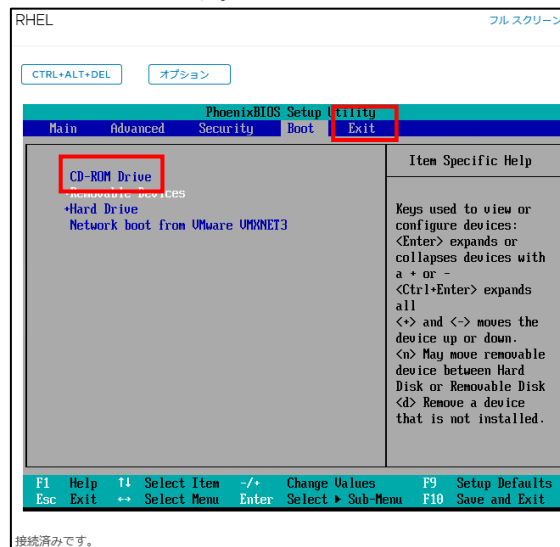 RHEL
フル スクリーン
CTRL+ALT+DEL
オプション
PhoenixBIOS Setup Utility
Main Advanced Security Boot Exit
CD-ROM Drive
+Removable Devices
+Hard Drive
Network boot from VMware VMXNET3
Item Specific Help
Keys used to view or
configure devices:
<Enter> expands or
collapses devices with
a + or -
<Ctrl+Enter> expands
all
<+> and <-> moves the
device up or down.
<n> May move removable
device between Hard
Disk or Removable Disk
<d> Remove a device
that is not installed.
F1 Help ↑↓ Select Item -/+ Change Values F9 Setup Defaults
Esc Exit ↔ Select Menu Enter Select ▶ Sub-Menu F10 Save and Exit
接続済みです。